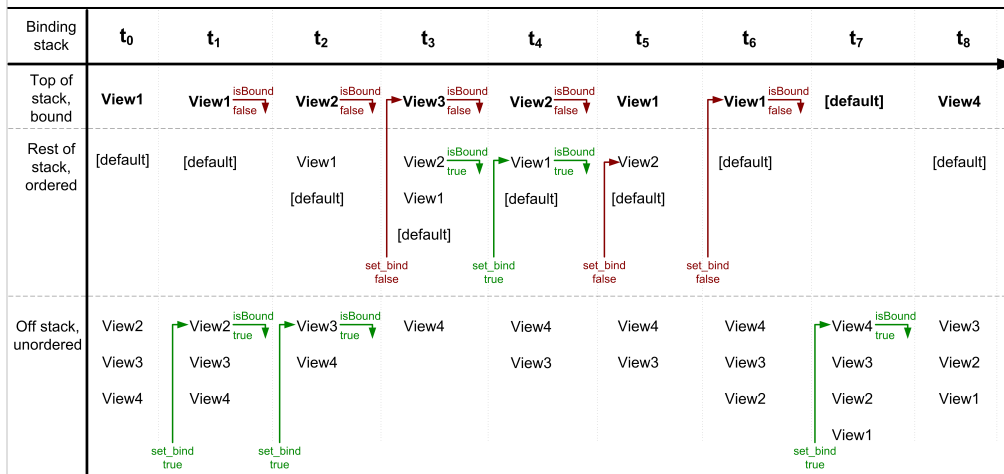 Binding
stack
t0
t1
t2
t3
t4
t5
t6
t7
t8
Top of
stack,
bound
View1
View1
isBound
false
View2
isBound
false
View3
isBound
false
View2
isBound
false
View1
View1
isBound
false
[default]
View4
Rest of
stack,
ordered
[default]
[default]
View1
View2
isBound
true
View1
isBound
true
View2
[default]
[default]
[default]
View1
[default]
[default]
[default]
set_bind
false
set_bind
true
set_bind
false
set_bind
false
Off stack,
unordered
View2
View2
isBound
true
View3
isBound
true
View4
View4
View4
View4
View4
isBound
true
View3
View3
View3
View4
View3
View3
View3
View3
View2
View4
View4
View2
View2
View1
View1
set_bind
true
set_bind
true
set_bind
true